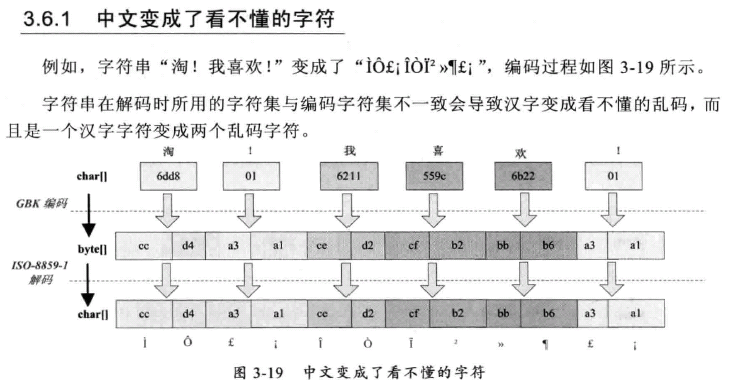 3.6.1 中文变成了看不懂的字符
例如，字符串“淘！我喜欢！”变成了“ÌÔ£¡ÎÒÏ²»¶£¡”，编码过程如图 3-19 所示。
字符串在解码时所用的字符集与编码字符集不一致会导致汉字变成看不懂的乱码，而
且是一个汉字字符变成两个乱码字符。
淘 ！ 我 喜 欢 ！
char[] 6dd8 01 6211 559c 6b22 01
GBK 编码
byte[] cc d4 a3 a1 ce d2 cf b2 bb b6 a3 a1
ISO-8859-1
解码
char[] cc d4 a3 a1 ce d2 cf b2 bb b6 a3 a1
Ì Ô £ ¡ Î Ò Ï ² » ¶ £ ¡
图 3-19 中文变成了看不懂的字符